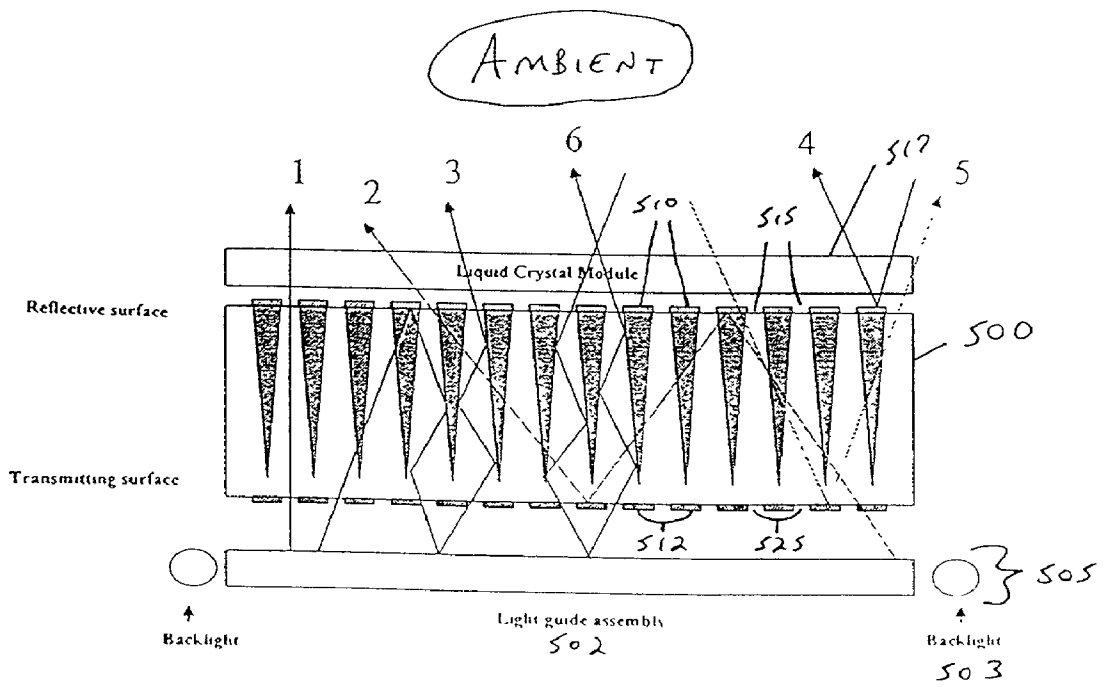 AMBIENT
1 2 3 6 4 5
517
510 515
Liquid Crystal Module
Reflective surface
500
Transmitting surface
512 525
505
Backlight
Light guide assembly
502
Backlight
503